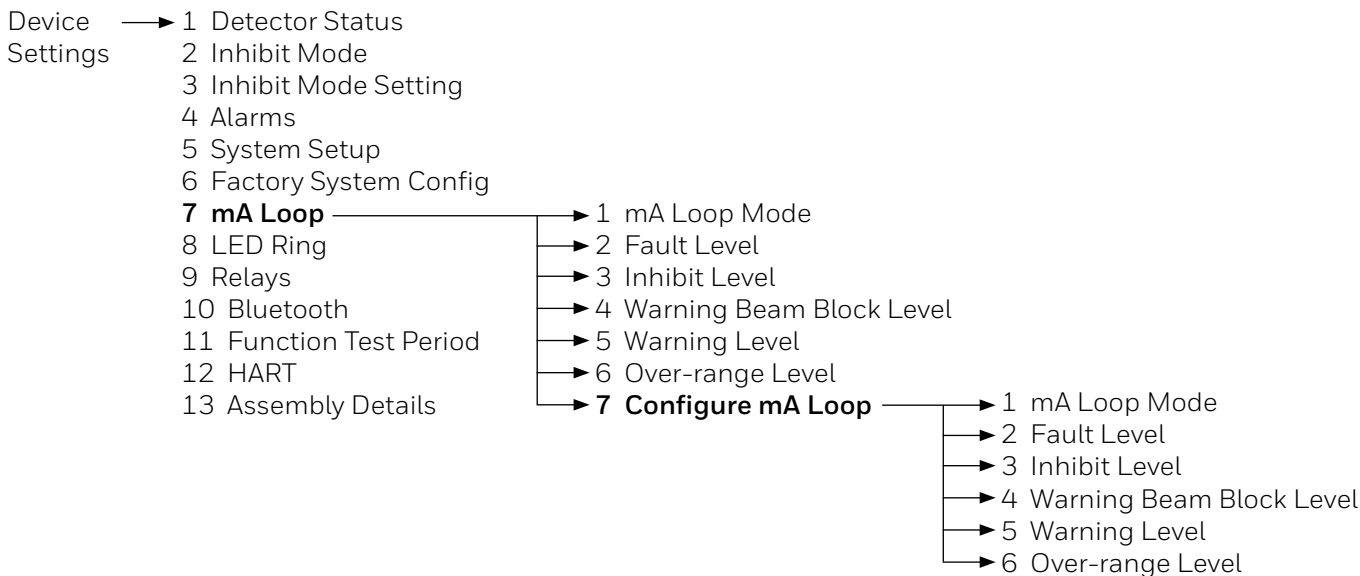 Device
Settings
1 Detector Status
2 Inhibit Mode
3 Inhibit Mode Setting
4 Alarms
5 System Setup
6 Factory System Config
7 mA Loop
8 LED Ring
9 Relays
10 Bluetooth
11 Function Test Period
12 HART
13 Assembly Details
1 mA Loop Mode
2 Fault Level
3 Inhibit Level
4 Warning Beam Block Level
5 Warning Level
6 Over-range Level
7 Configure mA Loop
1 mA Loop Mode
2 Fault Level
3 Inhibit Level
4 Warning Beam Block Level
5 Warning Level
6 Over-range Level